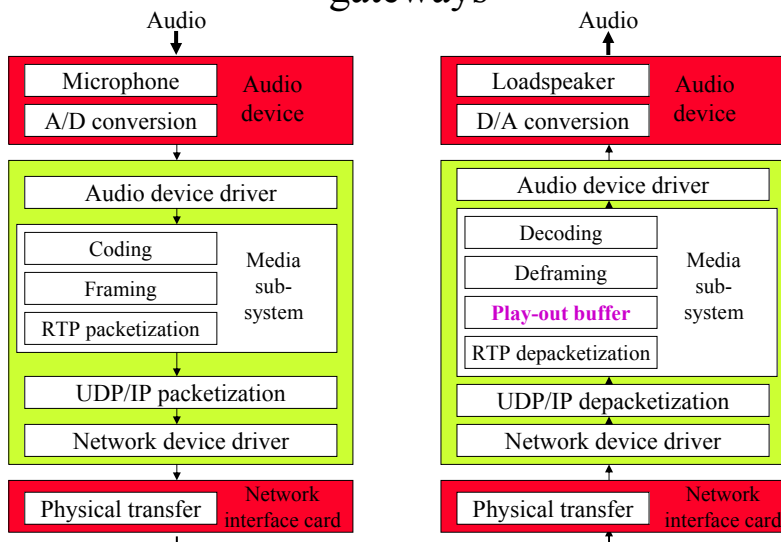 gateways
Audio
Microphone
A/D conversion
Audio
device
Audio device driver
Coding
Framing
RTP packetization
Media
sub-
system
UDP/IP packetization
Network device driver
Physical transfer
Network
interface card
Audio
Loadspeaker
D/A conversion
Audio
device
Audio device driver
Decoding
Deframing
Play-out buffer
RTP depacketization
Media
sub-
system
UDP/IP depacketization
Network device driver
Physical transfer
Network
interface card